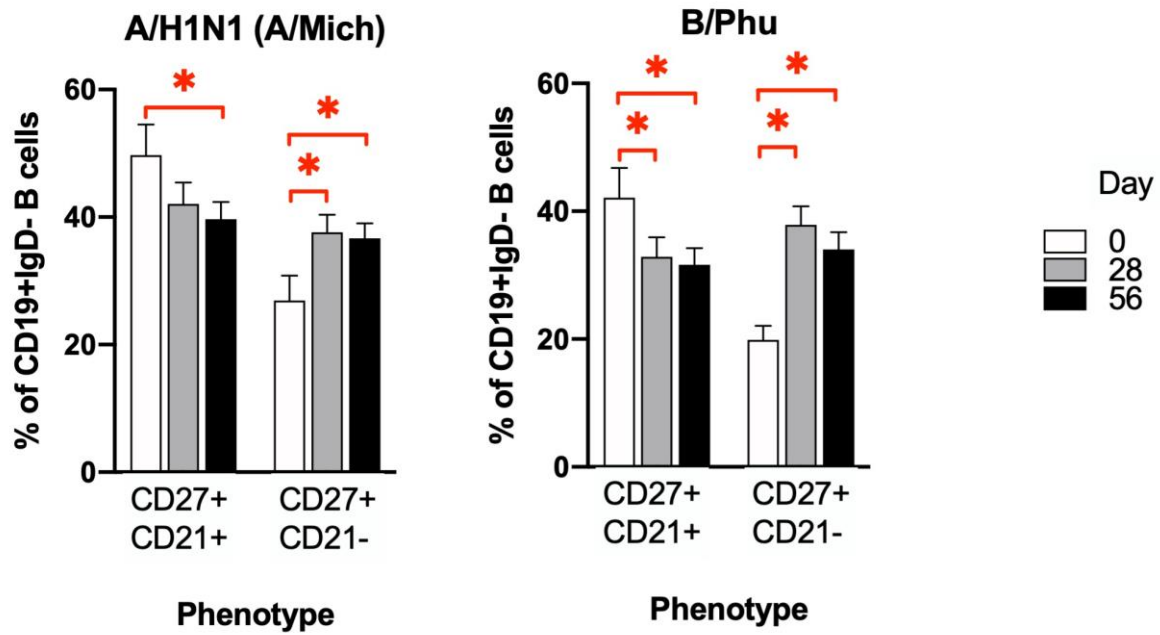 A/H1N1 (A/Mich)
% of CD19+IgD- B cells
60
40
20
0
*
*
*
CD27+ CD27+
CD21+ CD21-
Phenotype
B/Phu
% of CD19+IgD- B cells
60
40
20
0
*
*
*
*
CD27+ CD27+
CD21+ CD21-
Phenotype
Day
0
28
56